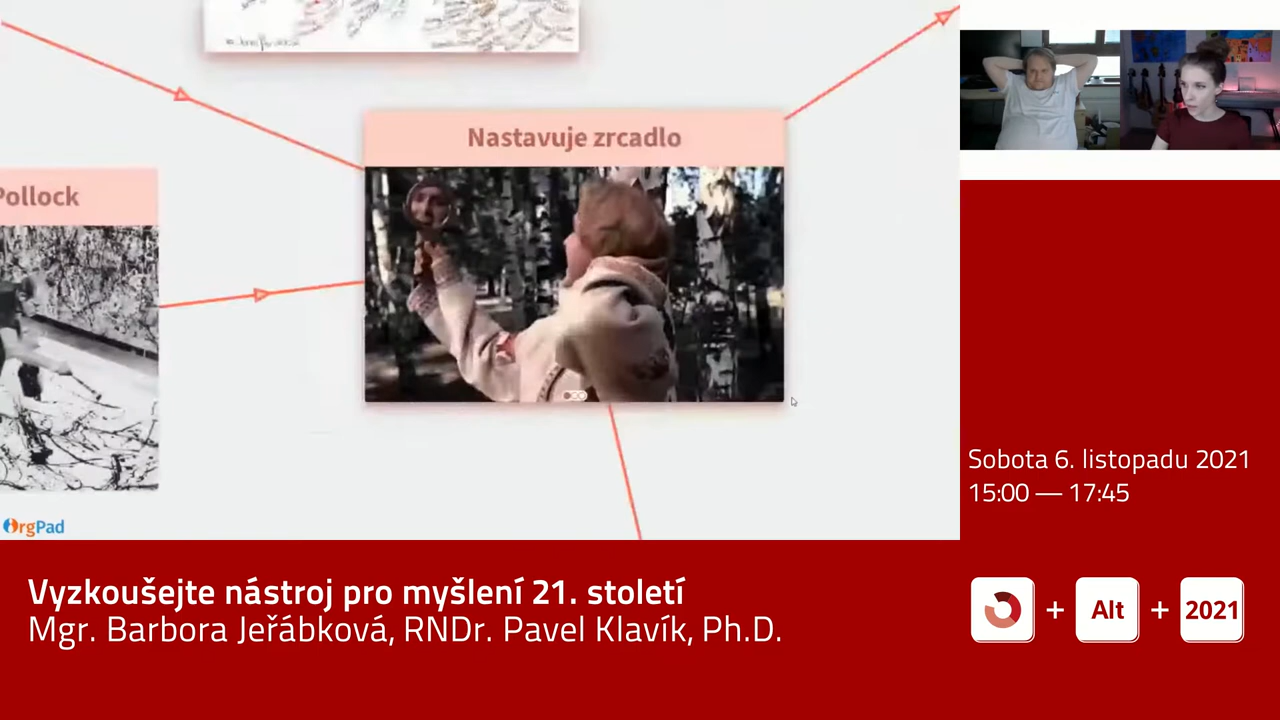 Nastavuje zrcadlo
Pollock
OrgPad
Sobota 6. listopadu 2021
15:00 — 17:45
Vyzkoušejte nástroj pro myšlení 21. století
Mgr. Barbora Jeřábková, RNDr. Pavel Klavík, Ph.D.
+ Alt + 2021